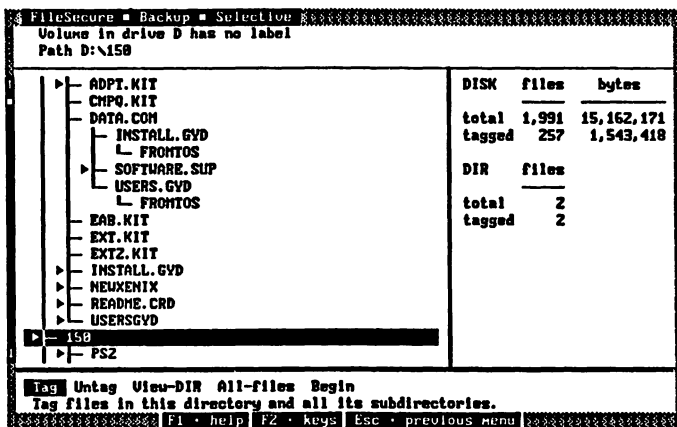 FileSecure ■ Backup ■ Selective
Volume in drive D has no label
Path D:\150
ADPT.KIT
CMPQ.KIT
DATA.COM
INSTALL.GYD
FROMTOS
SOFTWARE.SUP
USERS.GYD
FROMTOS
EAB.KIT
EXT.KIT
EXT2.KIT
INSTALL.GYD
NEWXENIX
README.CRD
USERSGYD
150
PS2
DISK files bytes
total 1,991 15,162,171
tagged 257 1,543,418
DIR files
total 2
tagged 2
Tag Untag View-DIR All-files Begin
Tag files in this directory and all its subdirectories.
F1 · help F2 · keys Esc · previous menu